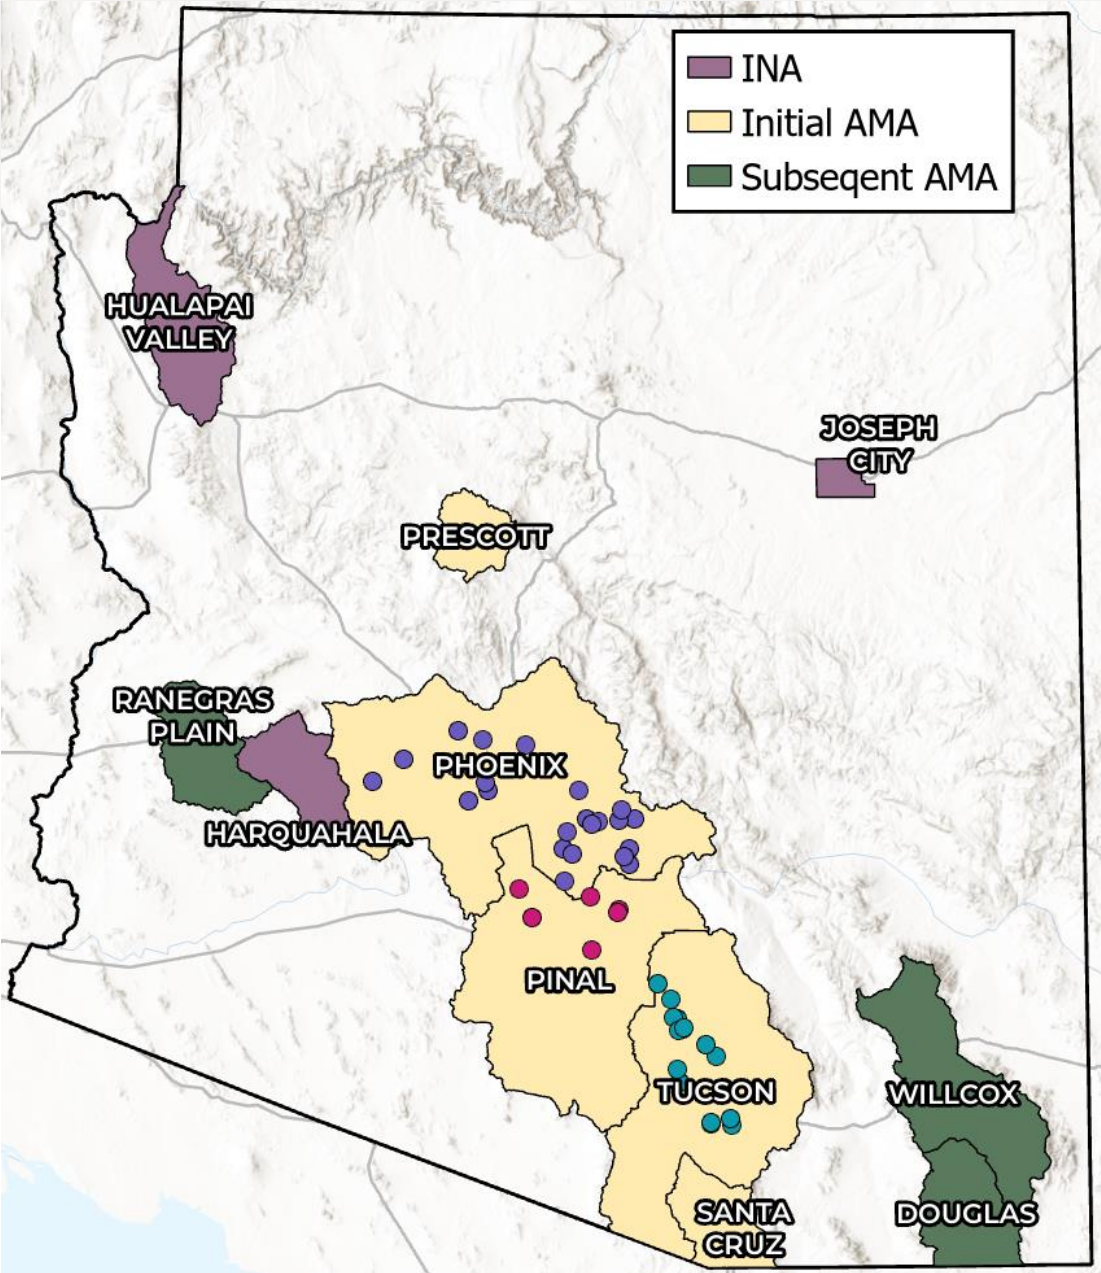 INA
Initial AMA
Subseqent AMA
HUALAPAI
VALLEY
JOSEPH
CITY
PRESCOTT
RANEGRAS
PLAIN
PHOENIX
HARQUAHALA
PINAL
TUCSON
WILLCOX
SANTA
CRUZ
DOUGLAS